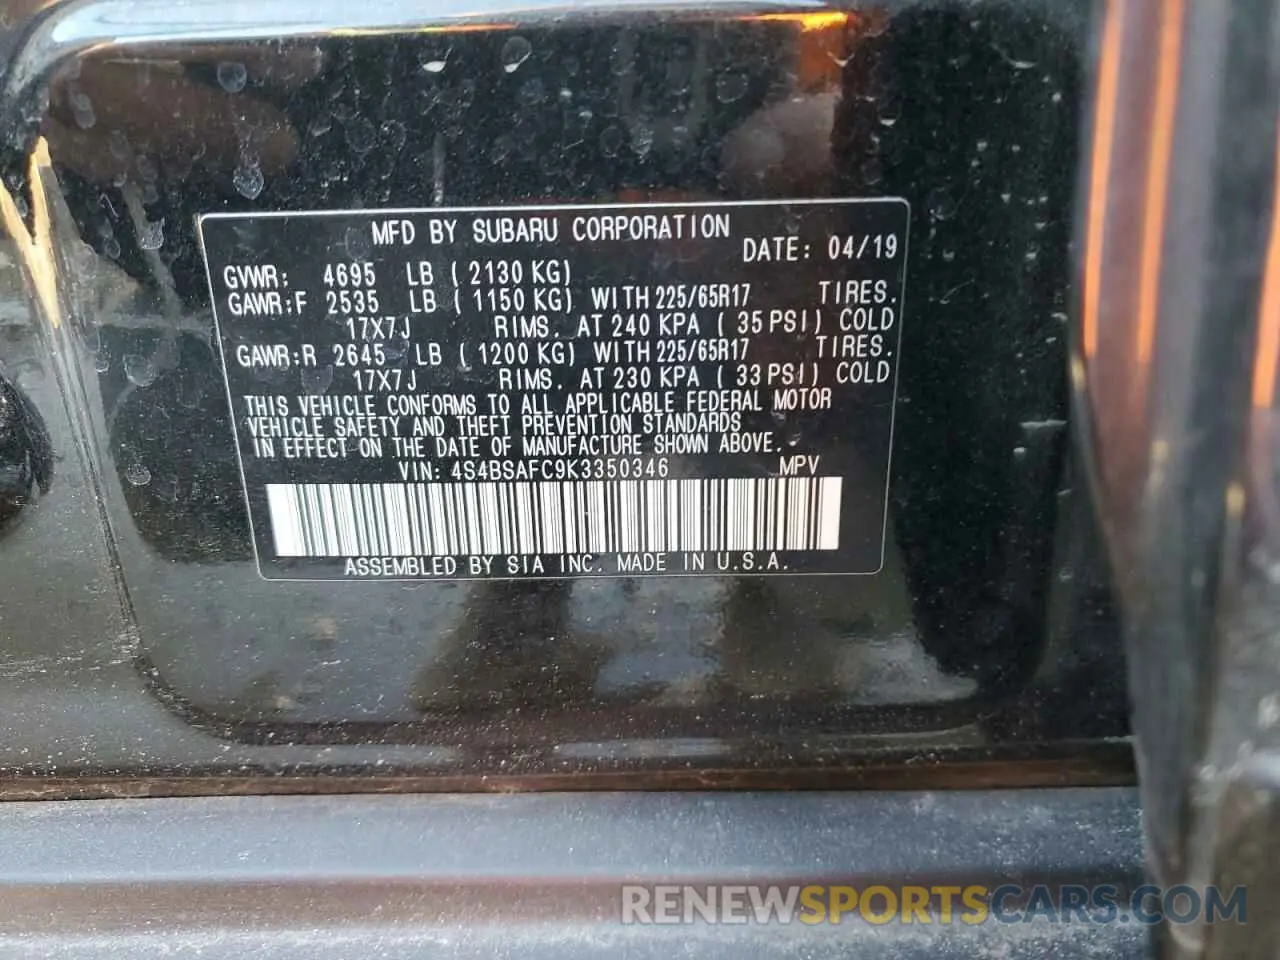 MFD BY SUBARU CORPORATION
DATE: 04/19
GVWR: 4695 LB ( 2130 KG)
GAWR:F 2535 LB ( 1150 KG) WITH 225/65R17 TIRES.
17X7J RIMS. AT 240 KPA ( 35 PSI) COLD
GAWR:R 2645 LB ( 1200 KG) WITH 225/65R17 TIRES.
17X7J RIMS. AT 230 KPA ( 33 PSI) COLD
THIS VEHICLE CONFORMS TO ALL APPLICABLE FEDERAL MOTOR
VEHICLE SAFETY AND THEFT PREVENTION STANDARDS
IN EFFECT ON THE DATE OF MANUFACTURE SHOWN ABOVE.
VIN: 4S4BSAFC9K3350346 MPV
ASSEMBLED BY SIA INC. MADE IN U.S.A.
RENEWSPORTSCARS.COM